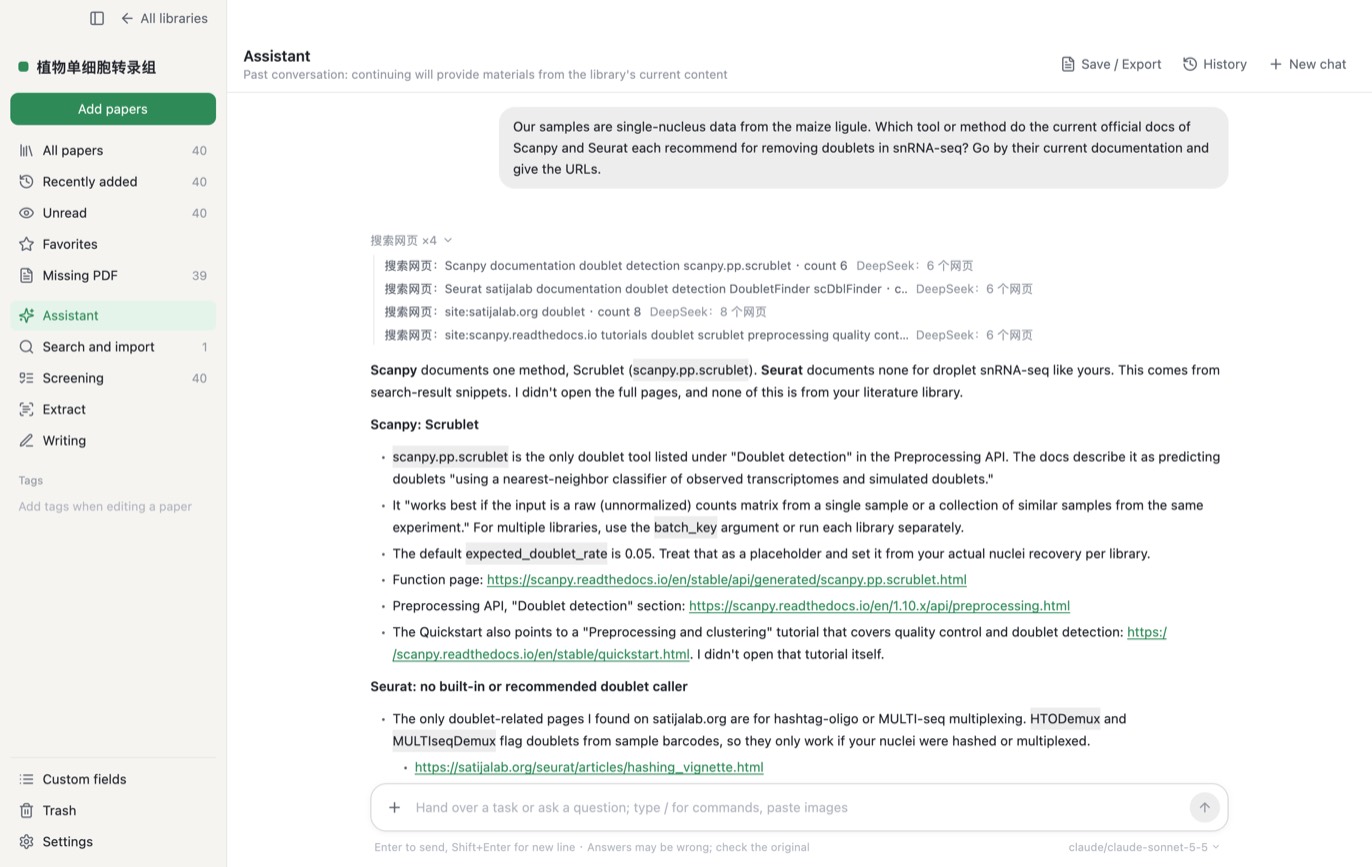 All libraries
植物单细胞转录组
Add papers
All papers 40
Recently added 40
Unread 40
Favorites
Missing PDF 39
Assistant
Search and import 1
Screening 40
Extract
Writing
Tags
Add tags when editing a paper
Custom fields
Trash
Settings
Assistant
Past conversation: continuing will provide materials from the library's current content
Save / Export
History
New chat
Our samples are single-nucleus data from the maize ligule. Which tool or method do the current official docs of
Scanpy and Seurat each recommend for removing doublets in snRNA-seq? Go by their current documentation and
give the URLs.
搜索网页 ×4
搜索网页： Scanpy documentation doublet detection scanpy.pp.scrublet · count 6 DeepSeek： 6 个网页
搜索网页： Seurat satijalab documentation doublet detection DoubletFinder scDblFinder · c.. DeepSeek： 6 个网页
搜索网页： site:satijalab.org doublet · count 8 DeepSeek： 8 个网页
搜索网页： site:scanpy.readthedocs.io tutorials doublet scrublet preprocessing quality cont... DeepSeek： 6 个网页
Scanpy documents one method, Scrublet (scanpy.pp.scrublet). Seurat documents none for droplet snRNA-seq like yours. This comes from
search-result snippets. I didn't open the full pages, and none of this is from your literature library.
Scanpy: Scrublet
· scanpy.pp.scrublet is the only doublet tool listed under "Doublet detection" in the Preprocessing API. The docs describe it as predicting
doublets "using a nearest-neighbor classifier of observed transcriptomes and simulated doublets."
· It "works best if the input is a raw (unnormalized) counts matrix from a single sample or a collection of similar samples from the same
experiment." For multiple libraries, use the batch_key argument or run each library separately.
· The default expected_doublet_rate is 0.05. Treat that as a placeholder and set it from your actual nuclei recovery per library.
· Function page: https://scanpy.readthedocs.io/en/stable/api/generated/scanpy.pp.scrublet.html
· Preprocessing API, "Doublet detection" section: https://scanpy.readthedocs.io/en/1.10.x/api/preprocessing.html
· The Quickstart also points to a "Preprocessing and clustering" tutorial that covers quality control and doublet detection: https:/
/scanpy.readthedocs.io/en/stable/quickstart.html. I didn't open that tutorial itself.
Seurat: no built-in or recommended doublet caller
· The only doublet-related pages I found on satijalab.org are for hashtag-oligo or MULTI-seq multiplexing. HTODemux and
MULTIseqDemux flag doublets from sample barcodes, so they only work if your nuclei were hashed or multiplexed.
· https://satijalab.org/seurat/articles/hashing_vignette.html
Hand over a task or ask a question; type / for commands, paste images
Enter to send, Shift+Enter for new line · Answers may be wrong; check the original
claude/claude-sonnet-5-5